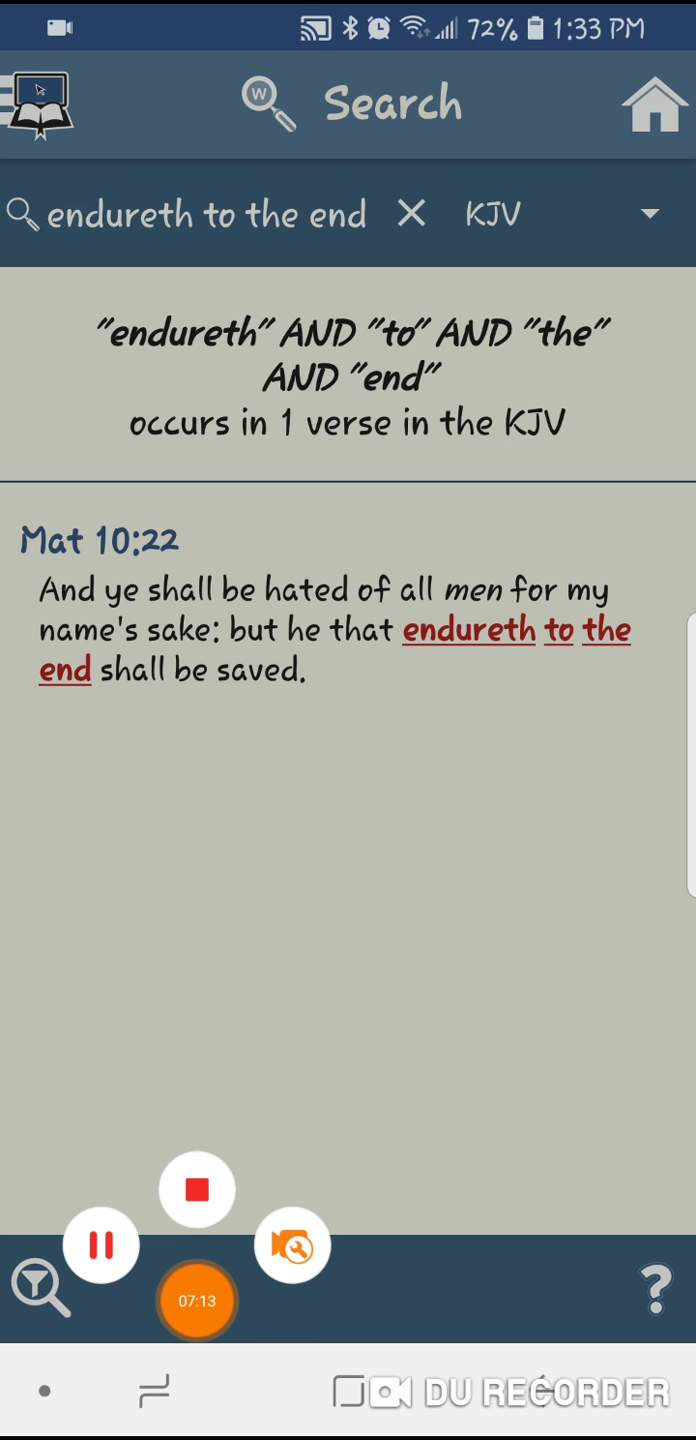 72% 1:33 PM
W Search
endureth to the end KJV
"endureth" AND "to" AND "the"
AND "end"
occurs in 1 verse in the KJV
Mat 10:22
And ye shall be hated of all men for my
name's sake: but he that endureth to the
end shall be saved.
07:13
?
DU RECORDER